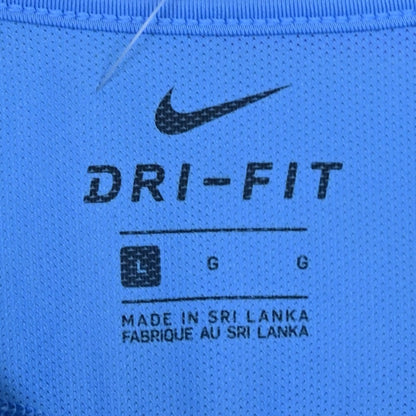 DRI-FIT
L G G
MADE IN SRI LANKA
FABRIQUE AU SRI LANKA